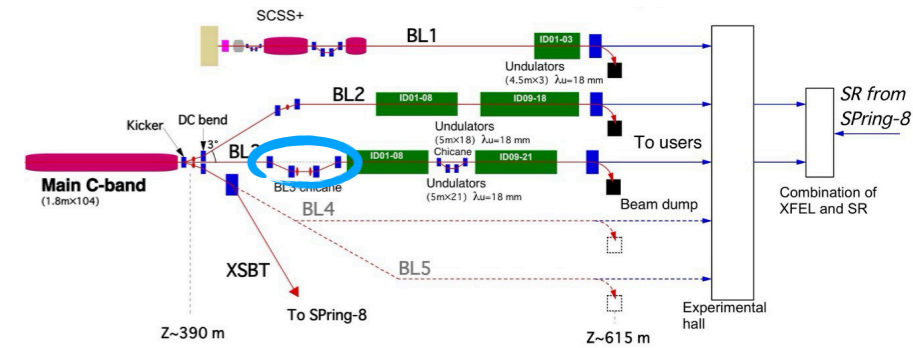 SCSS+
BL1
ID01-03
Undulators
(4.5m×3) λu=18 mm
BL2
ID01-08
ID09-18
SR from
SPring-8
Kicker
DC bend
3°
Undulators
(5m×18) λu=18 mm
To users
Chicane
ID01-08
ID09-21
Main C-band
(1.8m×104)
BL3 chicane
Undulators
(5m×21) λu=18 mm
Beam dump
Combination of
XFEL and SR
BL4
XSBT
BL5
To SPring-8
Experimental
hall
Z~390 m
Z~615 m